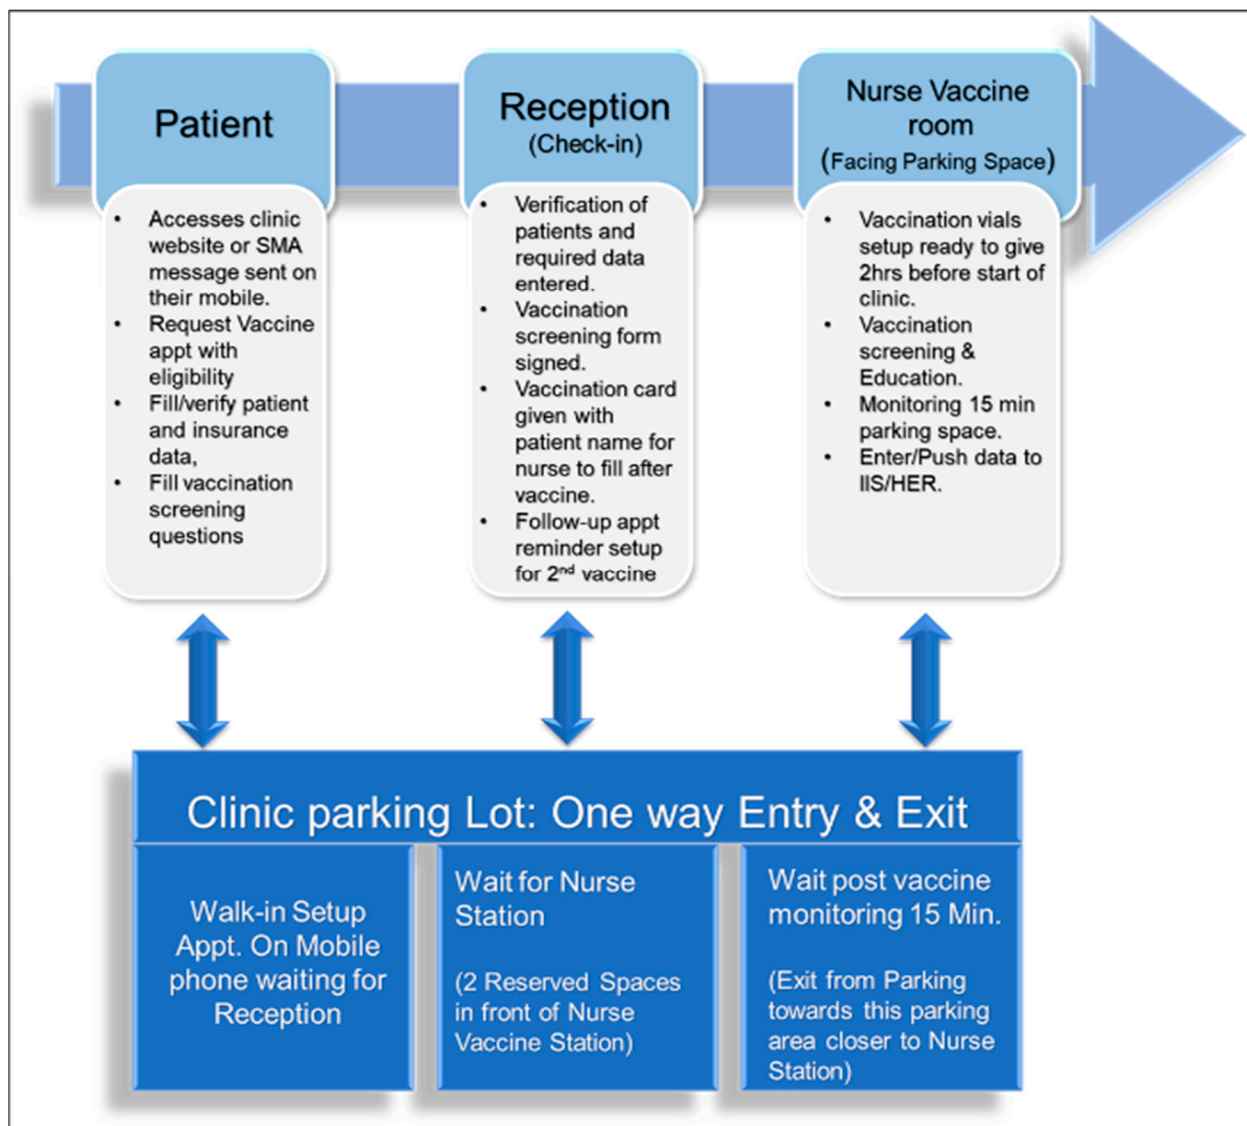 Patient
• Accesses clinic
website or SMA
message sent on
their mobile.
• Request Vaccine
appt with
eligibility
• Fill/verify patient
and insurance
data,
• Fill vaccination
screening
questions
Reception
(Check-in)
• Verification of
patients and
required data
entered.
• Vaccination
screening form
signed.
• Vaccination card
given with
patient name for
nurse to fill after
vaccine.
• Follow-up appt
reminder setup
for 2nd vaccine
Nurse Vaccine
room
(Facing Parking Space)
• Vaccination vials
setup ready to give
2hrs before start of
clinic.
• Vaccination
screening &
Education.
• Monitoring 15 min
parking space.
• Enter/Push data to
IIS/HER.
Clinic parking Lot: One way Entry & Exit
Walk-in Setup
Appt. On Mobile
phone waiting for
Reception
Wait for Nurse
Station
(2 Reserved Spaces
in front of Nurse
Vaccine Station)
Wait post vaccine
monitoring 15 Min.
(Exit from Parking
towards this parking
area closer to Nurse
Station)